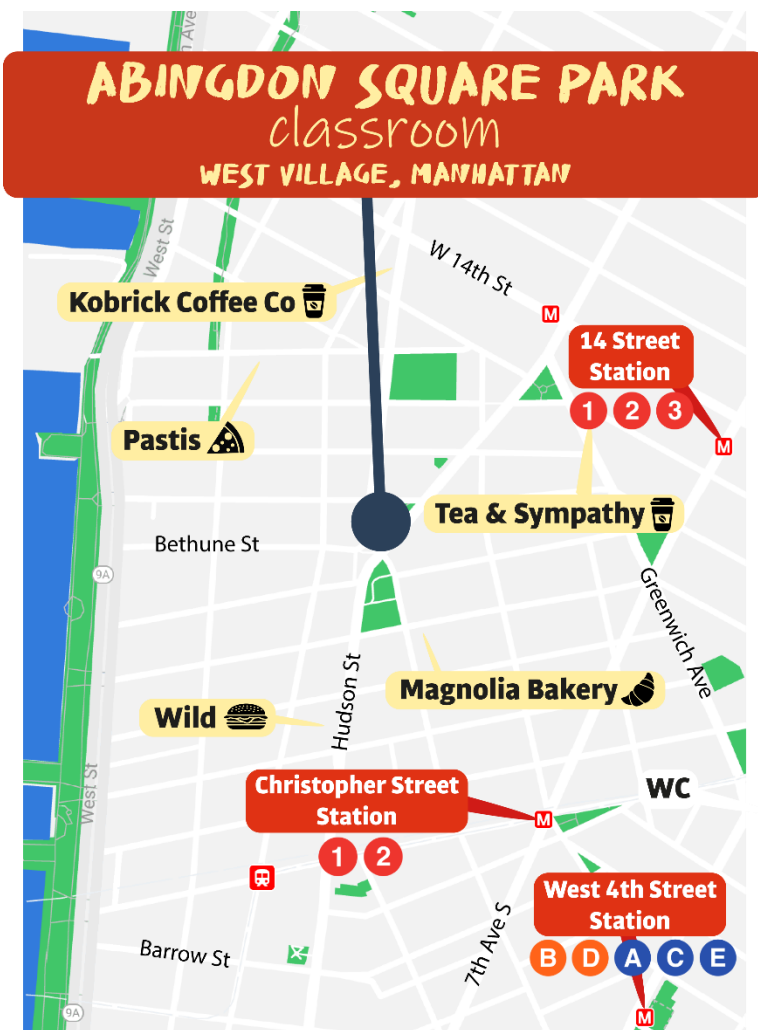 ABINGDON SQUARE PARK
classroom
WEST VILLAGE, MANHATTAN
West St
W 14th St
Kobrick Coffee Co
M
14 Street
Station
1 2 3
M
Pastis
Tea & Sympathy
Bethune St
9A
Greenwich Ave
Hudson St
Magnolia Bakery
Wild
West St
Christopher Street
Station
1 2
M
WC
West 4th Street
Station
B D A C E
7th Ave S
Barrow St
9A
M